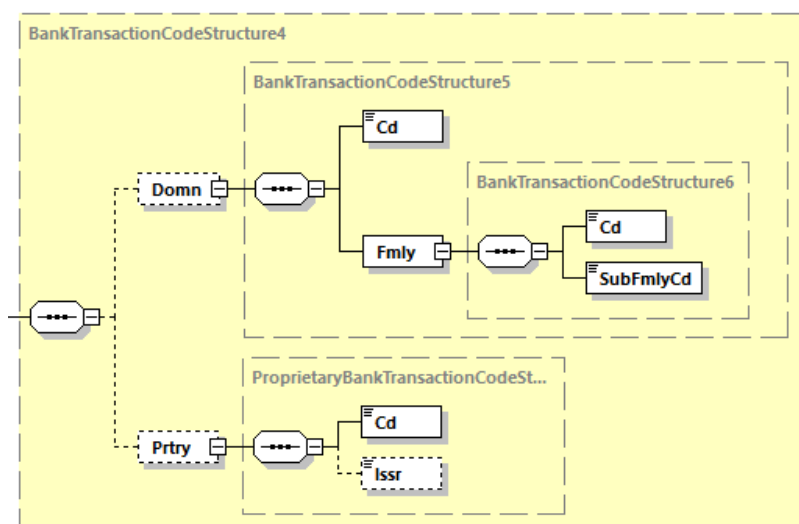 BankTransactionCodeStructure4
BankTransactionCodeStructure5
Cd
BankTransactionCodeStructure6
Domn
Cd
Fmly
SubFmlyCd
ProprietaryBankTransactionCodeSt...
Cd
Prtry
Issr